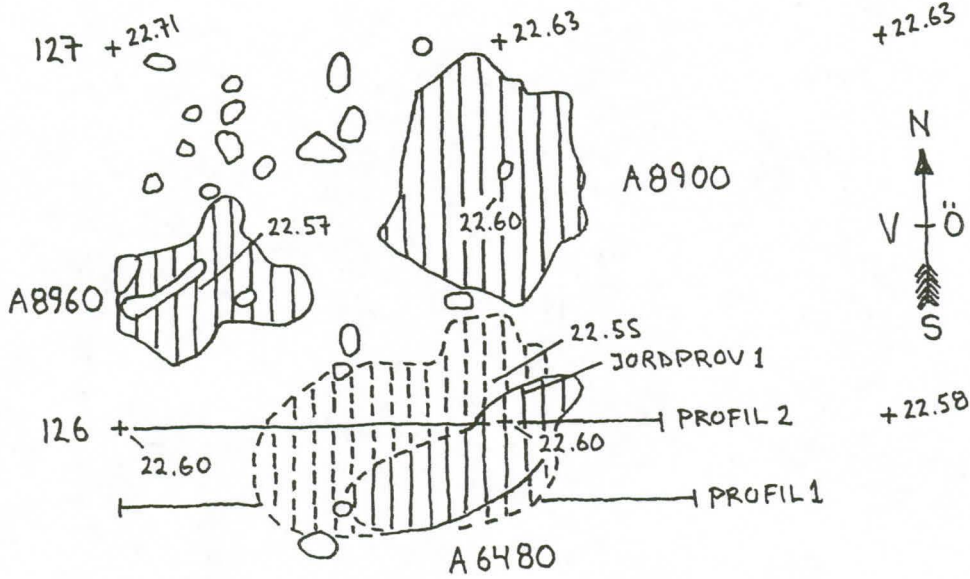 127 +22.71
+22.63
+22.63
N
A8900
22.60
V Ö
22.57
A8960
S
22.55
JORDPROV 1
126 +
PROFIL 2
+22.58
22.60
22.60
PROFIL 1
A 6480